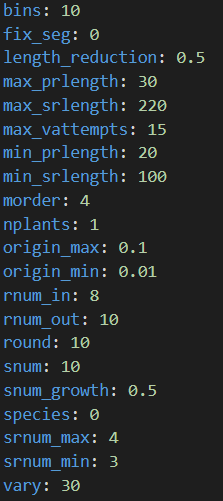 bins: 10
fix_seg: 0
length_reduction: 0.5
max_prlength: 30
max_srlength: 220
max_vattempts: 15
min_prlength: 20
min_srlength: 100
morder: 4
nplants: 1
origin_max: 0.1
origin_min: 0.01
rnum_in: 8
rnum_out: 10
round: 10
snum: 10
snum_growth: 0.5
species: 0
srnum_max: 4
srnum_min: 3
vary: 30